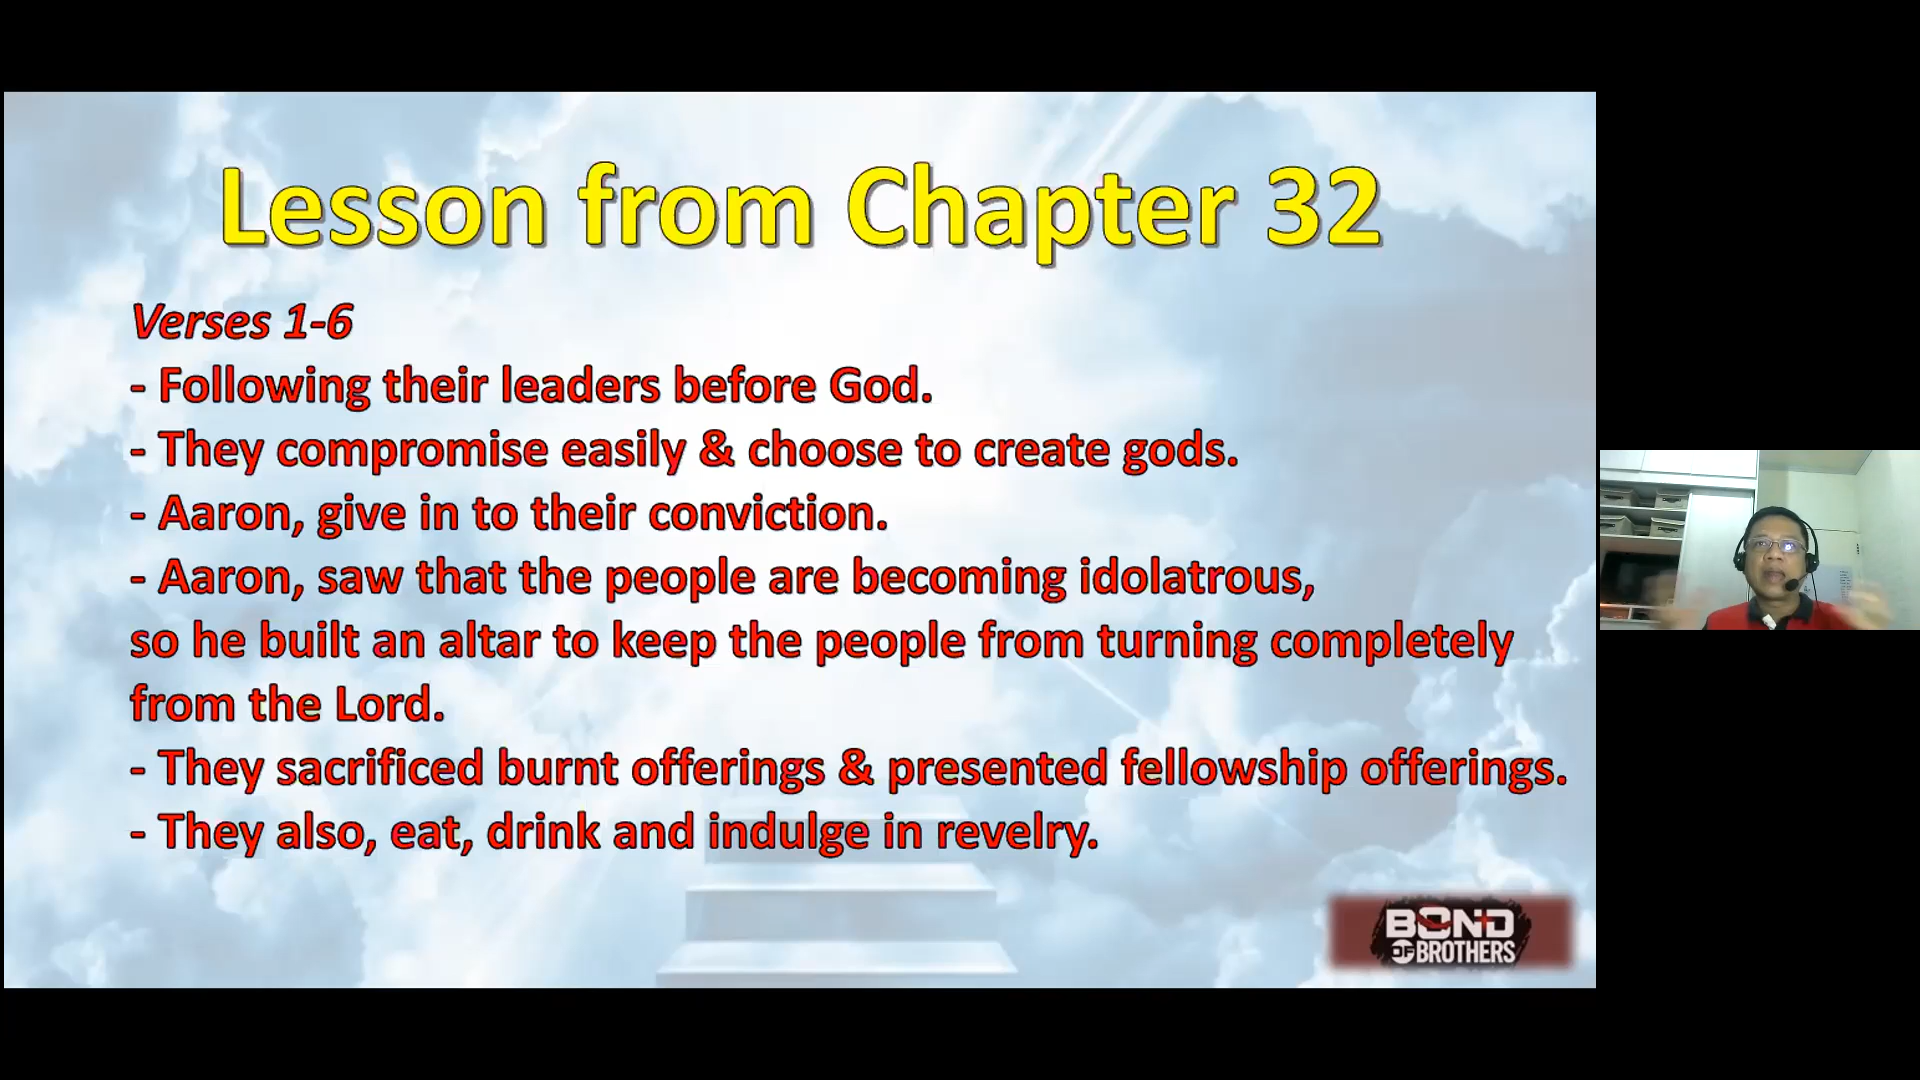 Lesson from Chapter 32
Verses 1-6
- Following their leaders before God.
- They compromise easily & choose to create gods.
- Aaron, give in to their conviction.
- Aaron, saw that the people are becoming idolatrous,
so he built an altar to keep the people from turning completely
from the Lord.
- They sacrificed burnt offerings & presented fellowship offerings.
- They also, eat, drink and indulge in revelry.
BOND
OF BROTHERS